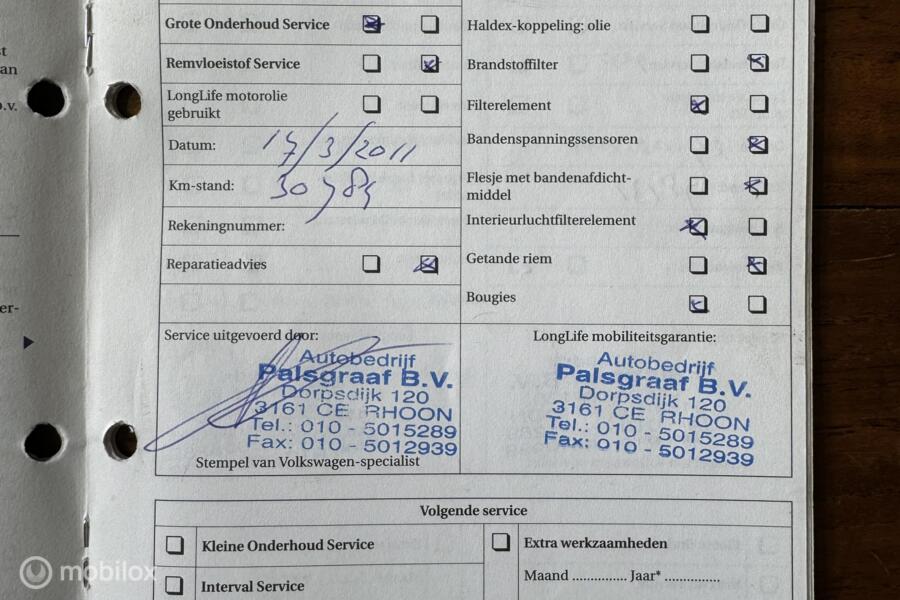 st
an
o.v.
er-
Grote Onderhoud Service
Remvloeistof Service
LongLife motorolie
gebruikt
Datum: 17/3/2011
Km-stand: 30989
Rekeningnummer:
Reparatieadvies
Haldex-koppeling: olie
Brandstoffilter
Filterelement
Bandenspanningssensoren
Flesje met bandenafdicht-
middel
Interieurluchtfilterelement
Getande riem
Bougies
Service uitgevoerd door:
Autobedrijf
Palsgraaf B.V.
Dorpsdijk 120
3161 CE RHOON
Tel.: 010 - 5015289
Fax: 010 - 5012939
Stempel van Volkswagen-specialist
LongLife mobiliteitsgarantie:
Autobedrijf
Palsgraaf B.V.
Dorpsdijk 120
3161 CE RHOON
Tel.: 010 - 5015289
Fax: 010 - 5012939
Volgende service
Kleine Onderhoud Service
Interval Service
Extra werkzaamheden
Maand .............. Jaar* ..............
mobilox